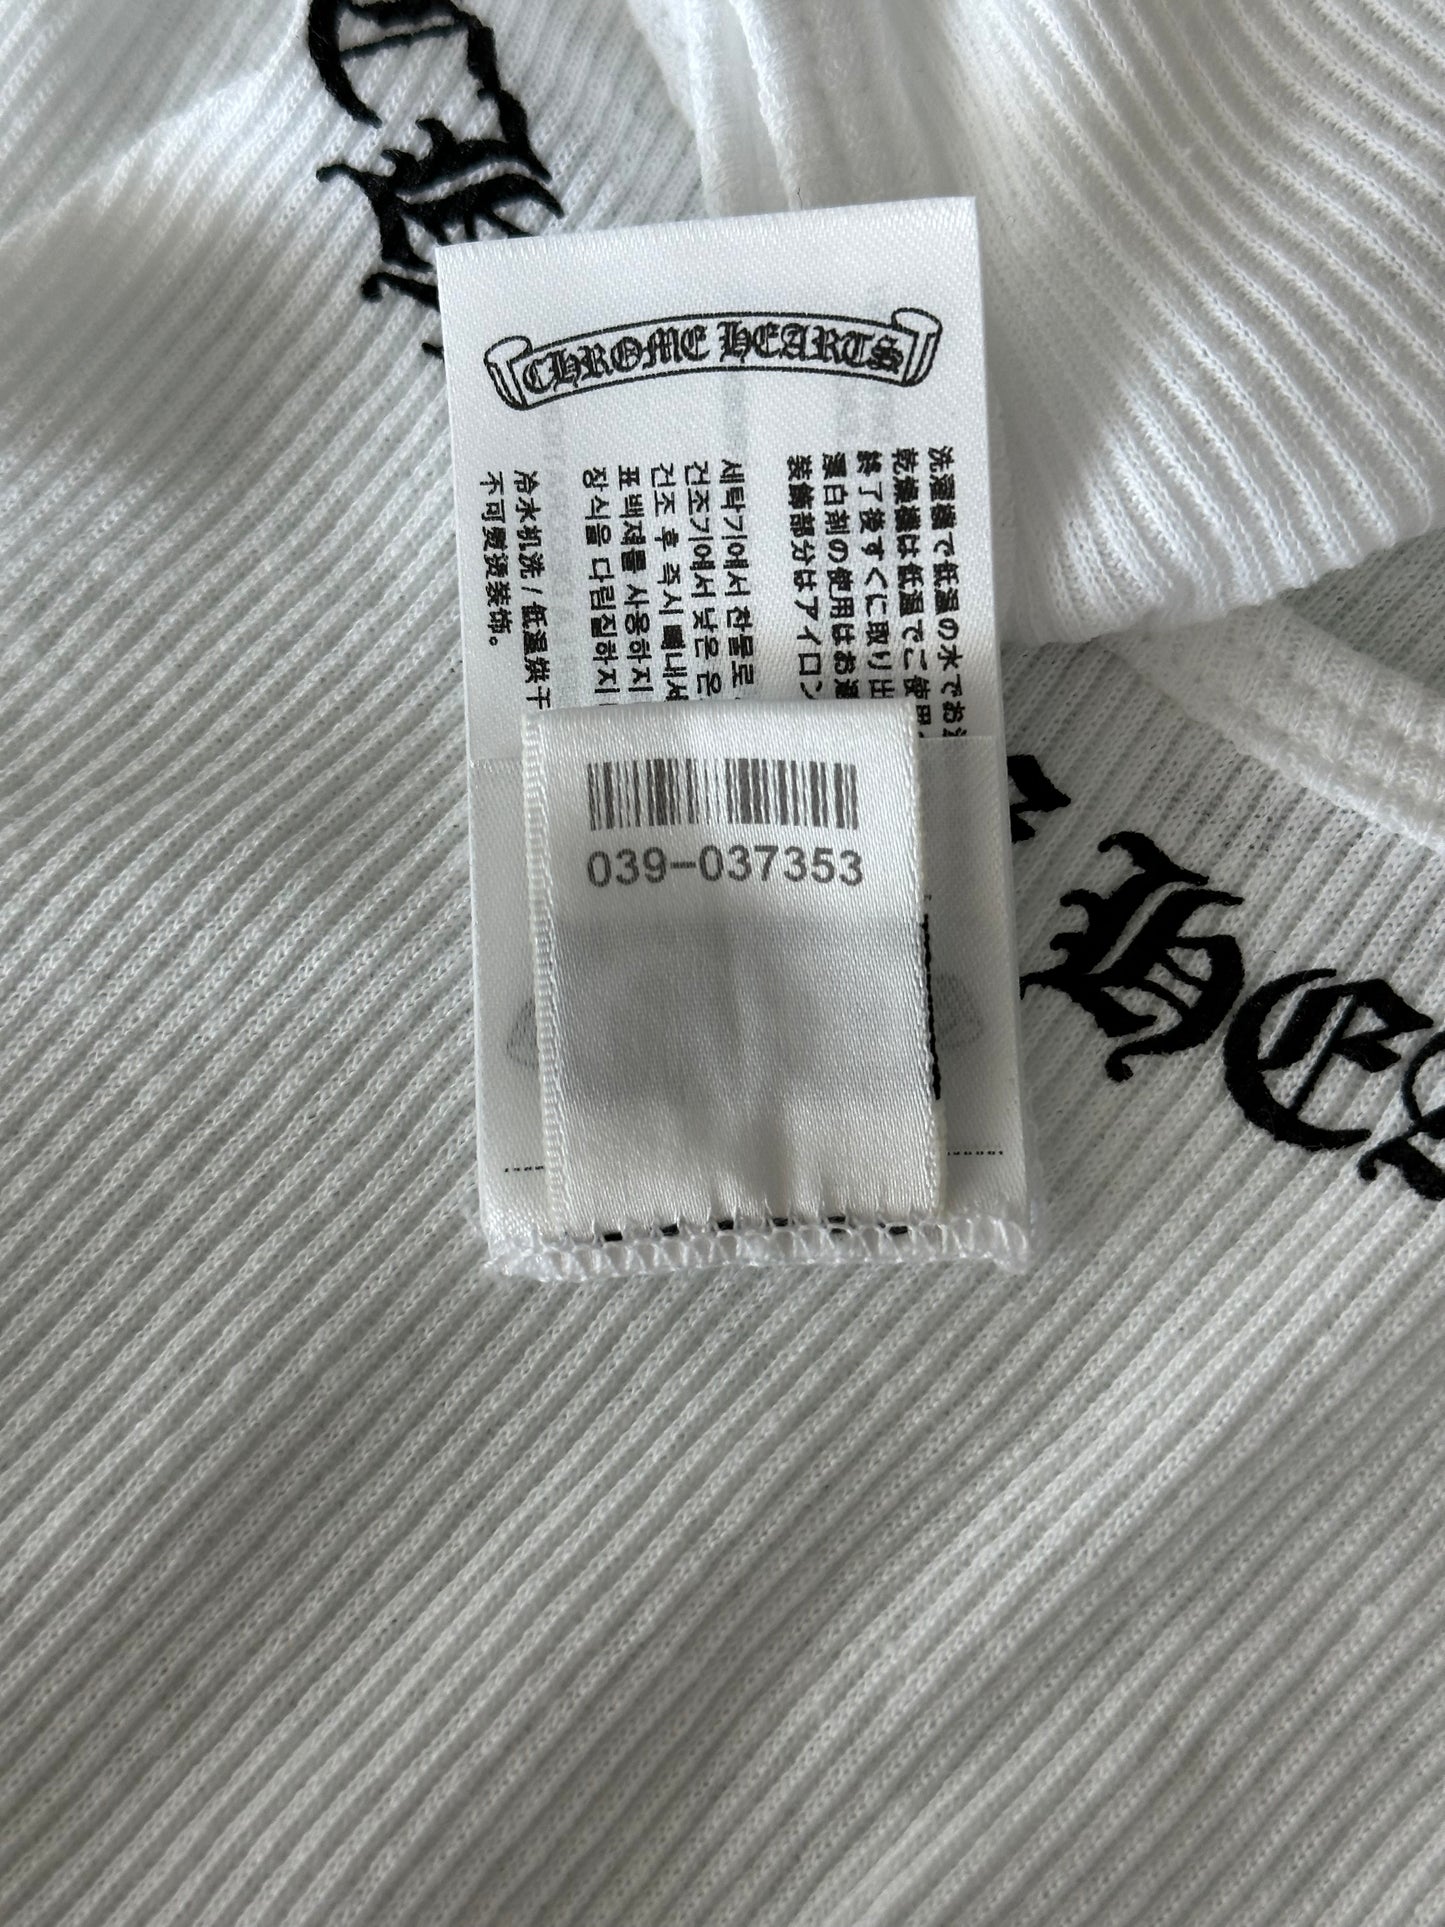 CHROME HEARTS
洗濯機で低温の水でお
乾燥機は低温でご使用
終了後すぐに取り出
漂白剤の使用はお避
装飾部分はアイロン
세탁기에서 찬물로
건조기에서 낮은 온
건조 후 즉시 빼내세
표백제를 사용하지
장식을 다림질하지
冷水机洗 / 低温烘干
不可熨烫装饰。
039-037353